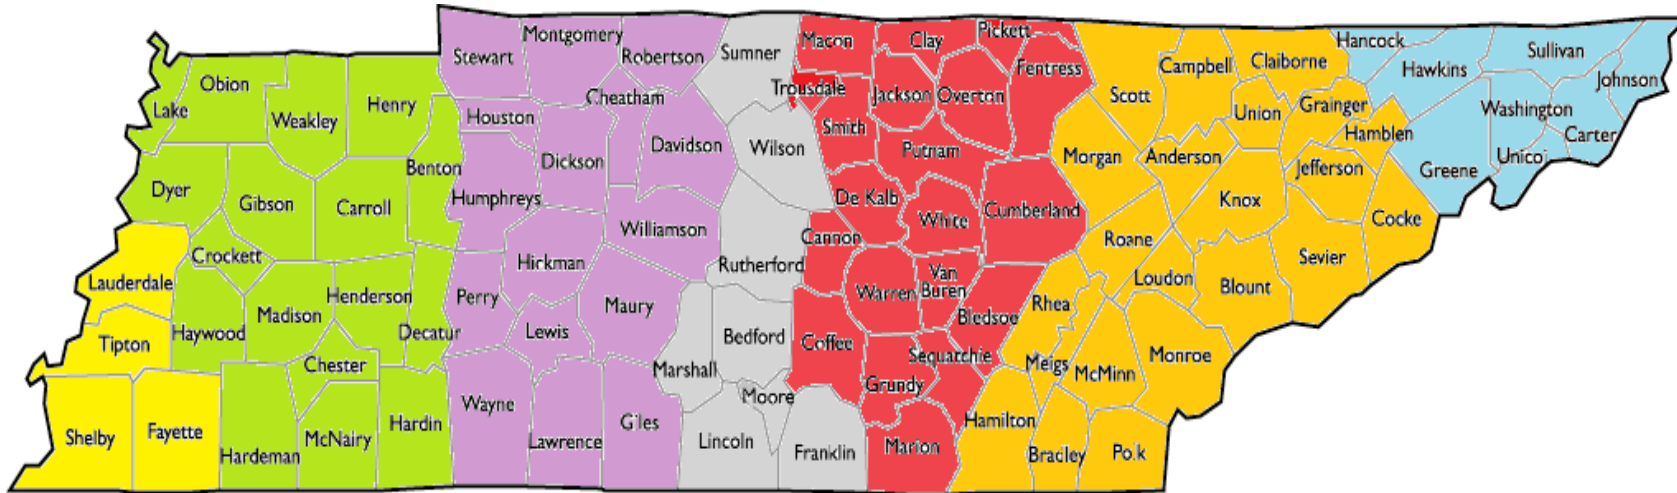 Lake
Obion
Weakley
Henry
Dyer
Gibson
Carroll
Benton
Crockett
Lauderdale
Tipton
Haywood
Madison
Henderson
Decatur
Chester
Shelby
Fayette
Hardeman
McNairy
Hardin
Stewart
Montgomery
Robertson
Houston
Cheatham
Dickson
Davidson
Humphreys
Williamson
Hickman
Perry
Maury
Lewis
Wayne
Lawrence
Giles
Sumner
Wilson
Rutherford
Bedford
Marshall
Moore
Lincoln
Franklin
Macon
Clay
Pickett
Trousdale
Jackson
Overton
Fentress
Smith
Putnam
De Kalb
White
Cumberland
Cannon
Warren
Van
Buren
Bledsoe
Coffee
Sequatchie
Grundy
Marion
Scott
Campbell
Claiborne
Union
Grainger
Hamblen
Morgan
Anderson
Jefferson
Knox
Cocke
Roane
Loudon
Blount
Sevier
Rhea
Meigs
McMinn
Monroe
Hamilton
Bradley
Polk
Hancock
Hawkins
Sullivan
Johnson
Washington
Carter
Unicoi
Greene